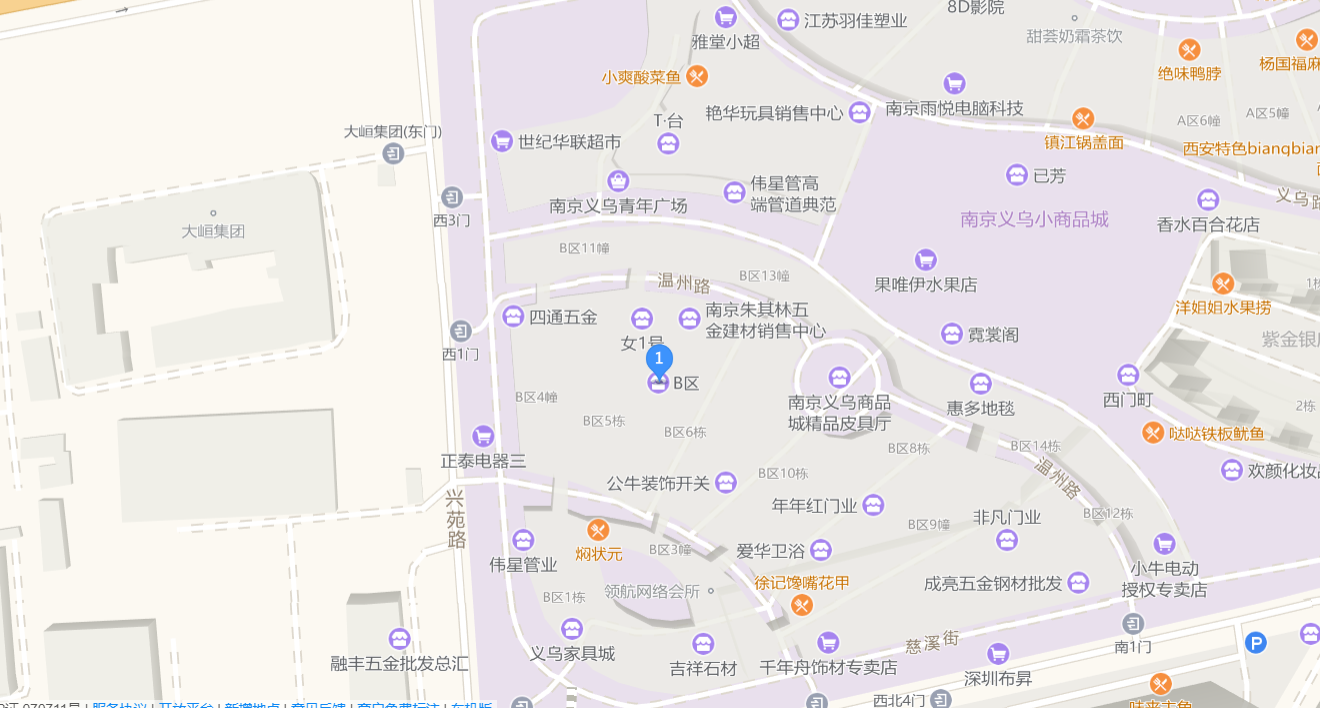 8D影院
江苏羽佳塑业
雅堂小超
甜荟奶霜茶饮
绝味鸭脖
杨国福麻
小爽酸菜鱼
艳华玩具销售中心
南京雨悦电脑科技
T·台
大峘集团(东门)
世纪华联超市
镇江锅盖面
A区6幢
A区5幢
西安特色biangbian
已芳
伟星管高
端管道典范
南京义乌青年广场
西3门
义乌路
南京义乌小商品城
香水百合花店
大峘集团
B区11幢
B区13幢
果唯伊水果店
温州路
南京朱其林五
金建材销售中心
四通五金
女1号
洋姐姐水果捞
西1门
霓裳阁
紫金银
1
B区
B区4幢
南京义乌商品
城精品皮具厅
惠多地毯
西门町
2栋
B区5栋
B区6栋
哒哒铁板鱿鱼
正泰电器三
B区8栋
B区14栋
温州路
欢颜化妆
公牛装饰开关
B区10栋
兴苑路
年年红门业
B区9幢
非凡门业
B区12栋
焖状元
B区3幢
爱华卫浴
伟星管业
小牛电动
授权专卖店
徐记馋嘴花甲
成亮五金钢材批发
B区1栋
领航网络会所
义乌家具城
慈溪街
南1门
P
融丰五金批发总汇
吉祥石材
千年舟饰材专卖店
深圳布昇
西北4门